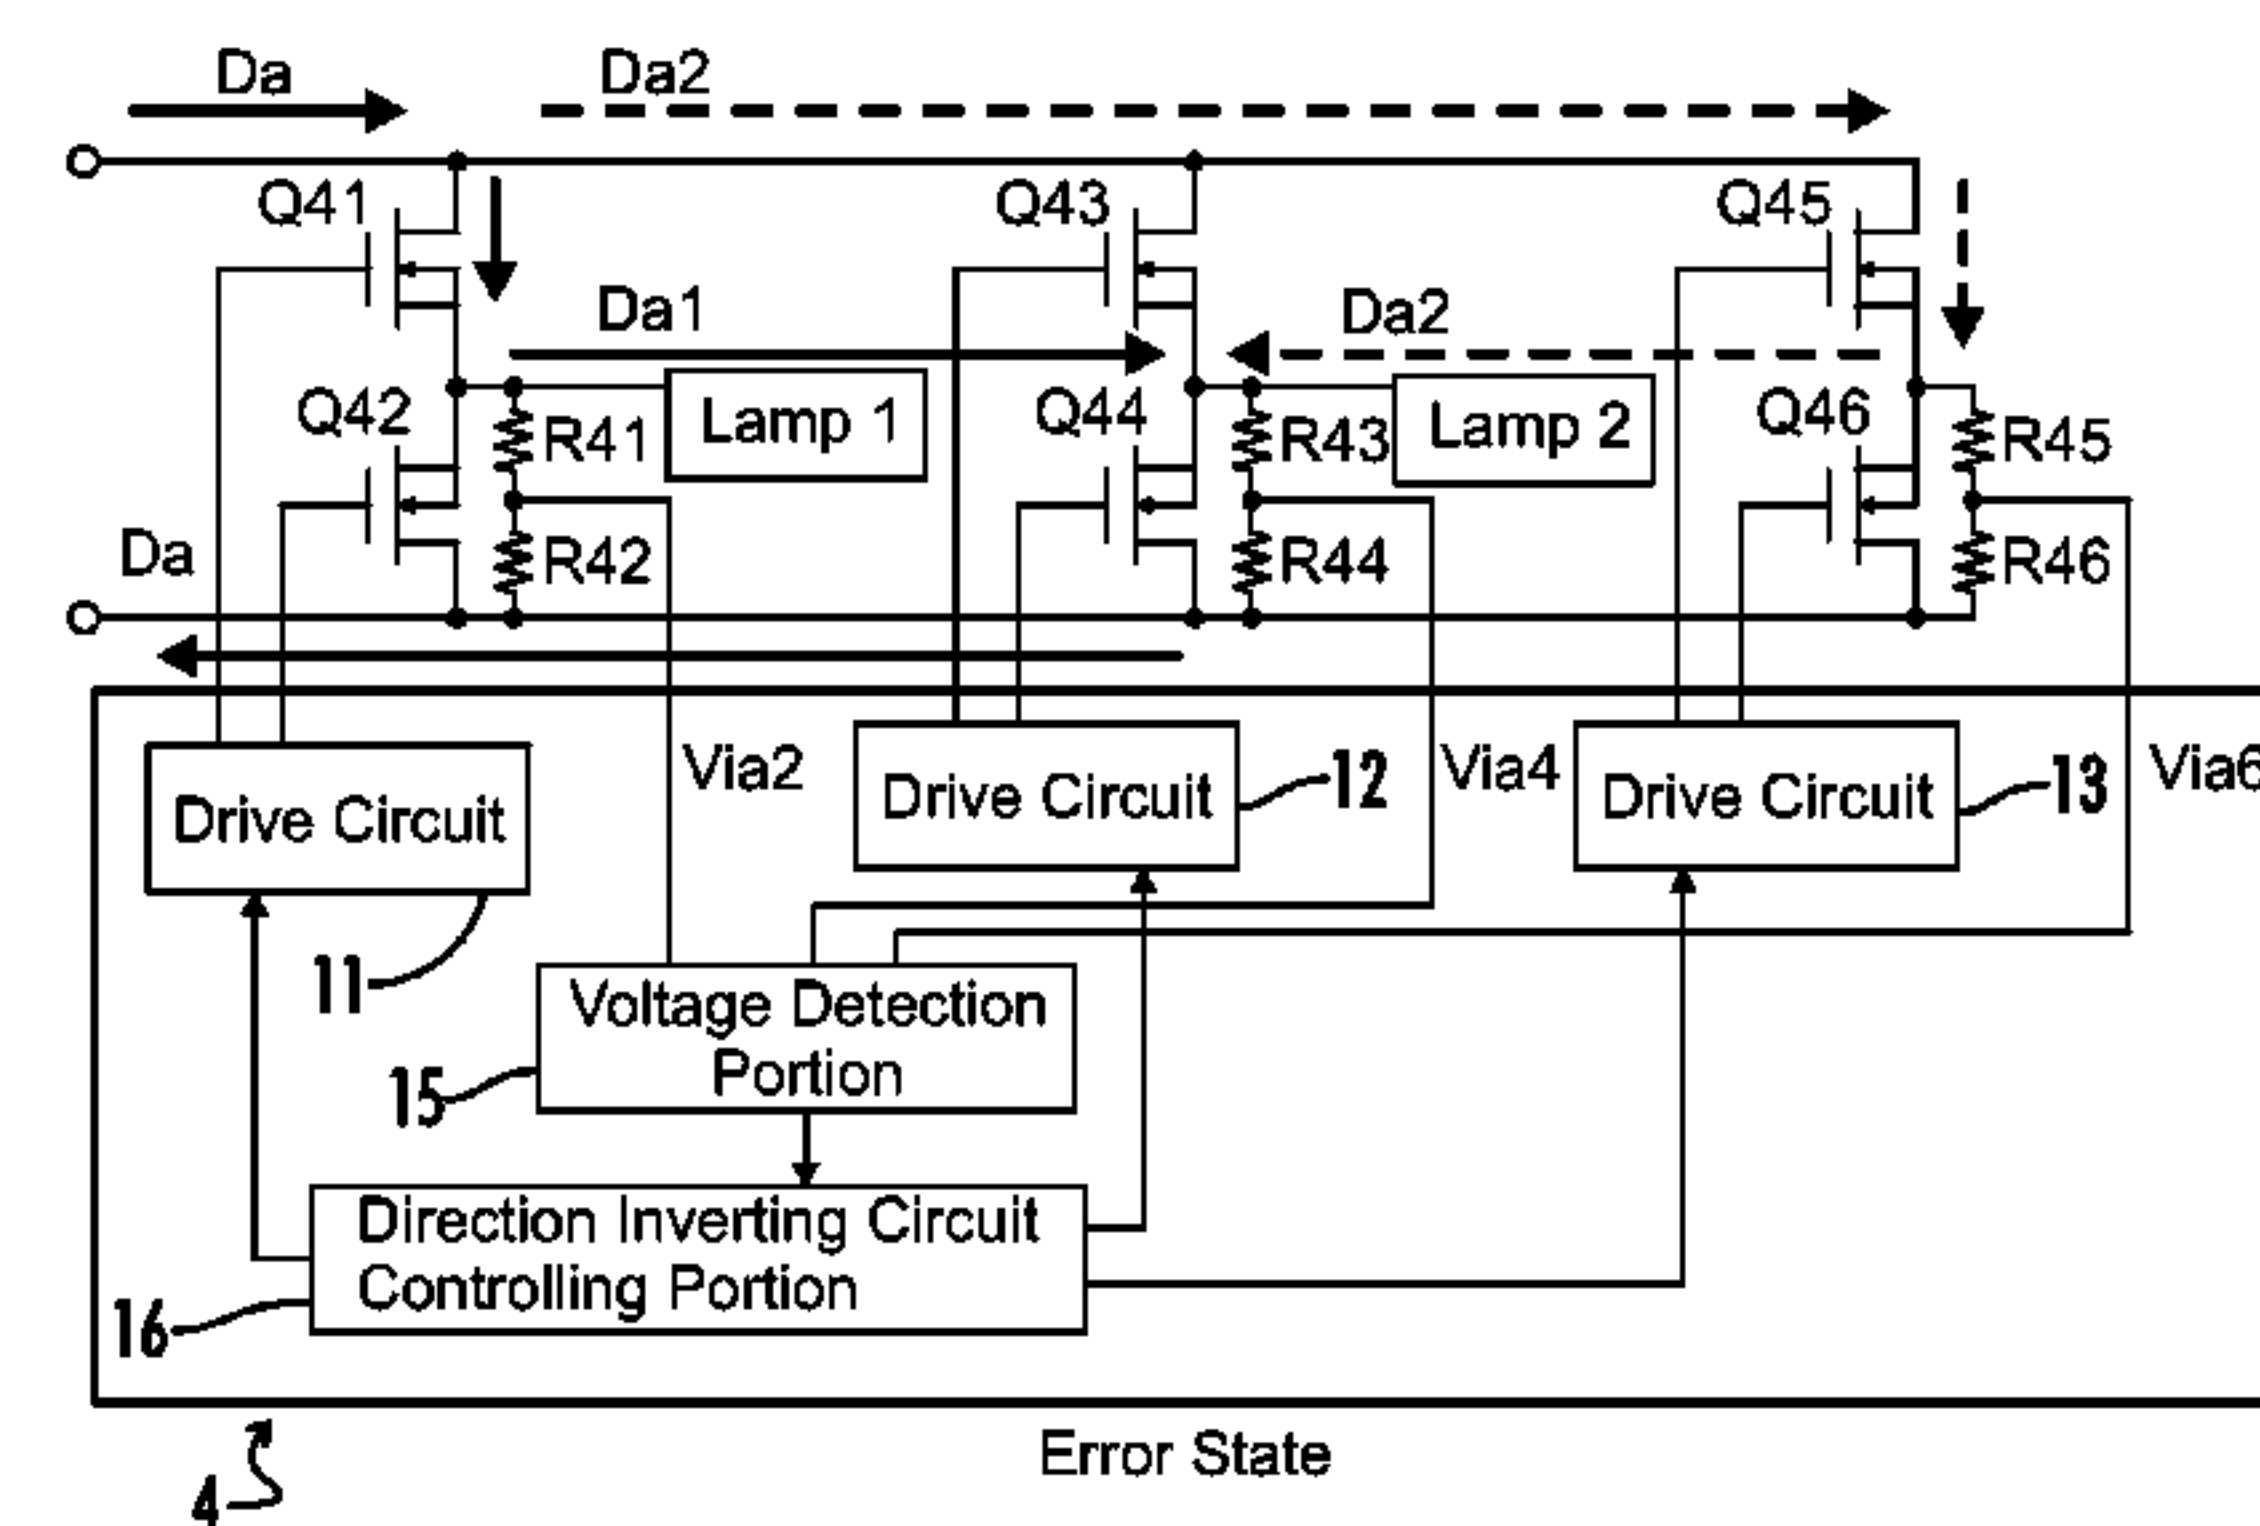 Da
Da2
Q41
Q43
Q45
Da1
Da2
Q42
Lamp 1
Q44
Lamp 2
Q46
R41
R43
R45
Da
R42
R44
R46
Via2
Via4
Via6
Drive Circuit
Drive Circuit
12
Drive Circuit
13
11
Voltage Detection
Portion
15
Direction Inverting Circuit
Controlling Portion
16
Error State
4